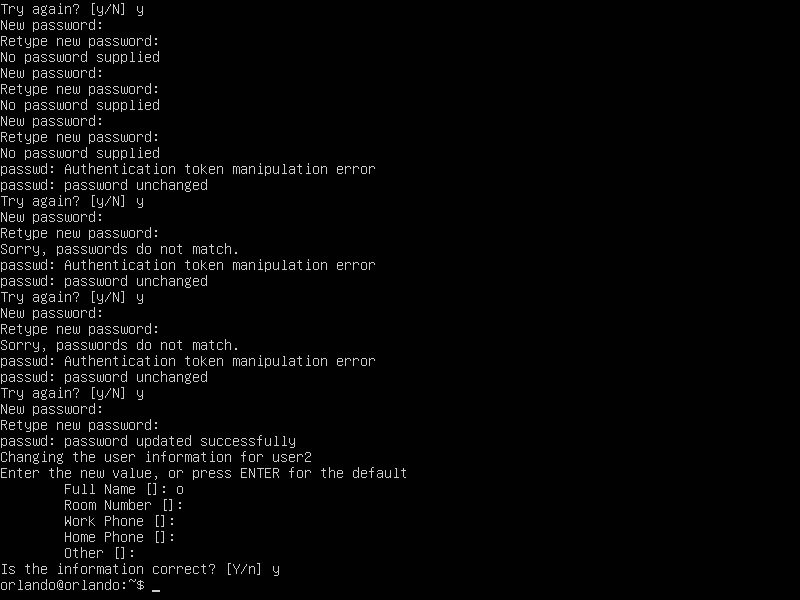 Try again? [y/N] y
New password:
Retype new password:
No password supplied
New password:
Retype new password:
No password supplied
New password:
Retype new password:
No password supplied
passwd: Authentication token manipulation error
passwd: password unchanged
Try again? [y/N] y
New password:
Retype new password:
Sorry, passwords do not match.
passwd: Authentication token manipulation error
passwd: password unchanged
Try again? [y/N] y
New password:
Retype new password:
Sorry, passwords do not match.
passwd: Authentication token manipulation error
passwd: password unchanged
Try again? [y/N] y
New password:
Retype new password:
passwd: password updated successfully
Changing the user information for user2
Enter the new value, or press ENTER for the default
Full Name []: o
Room Number []:
Work Phone []:
Home Phone []:
Other []:
Is the information correct? [Y/n] y
orlando@orlando:~$ _